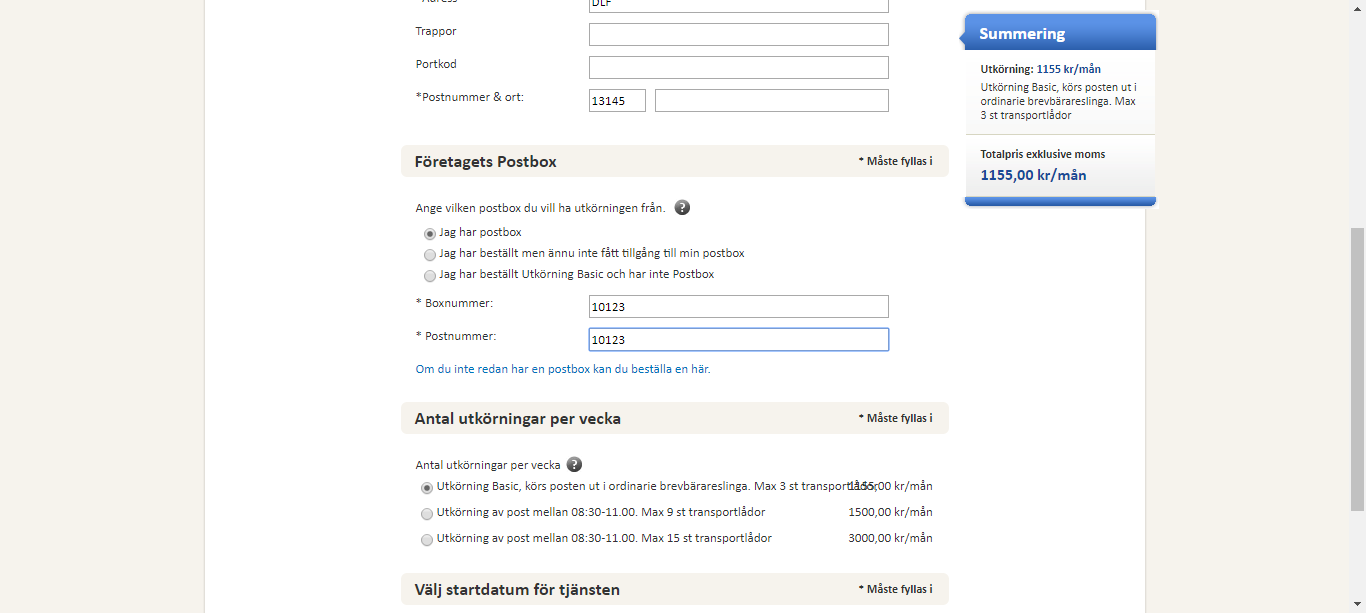 *Adress
DLF
Trappor
Portkod
*Postnummer & ort:
13145
Företagets Postbox
* Måste fyllas i
Ange vilken postbox du vill ha utkörningen från. ?
Jag har postbox
Jag har beställt men ännu inte fått tillgång till min postbox
Jag har beställt Utkörning Basic och har inte Postbox
* Boxnummer:
10123
* Postnummer:
10123
Om du inte redan har en postbox kan du beställa en här.
Antal utkörningar per vecka
* Måste fyllas i
Antal utkörningar per vecka ?
Utkörning Basic, körs posten ut i ordinarie brevbärareslinga. Max 3 st transportlådor
1155,00 kr/mån
Utkörning av post mellan 08:30-11.00. Max 9 st transportlådor
1500,00 kr/mån
Utkörning av post mellan 08:30-11.00. Max 15 st transportlådor
3000,00 kr/mån
Välj startdatum för tjänsten
* Måste fyllas i
Summering
Utkörning: 1155 kr/mån
Utkörning Basic, körs posten ut i
ordinarie brevbärareslinga. Max
3 st transportlådor
Totalpris exklusive moms
1155,00 kr/mån